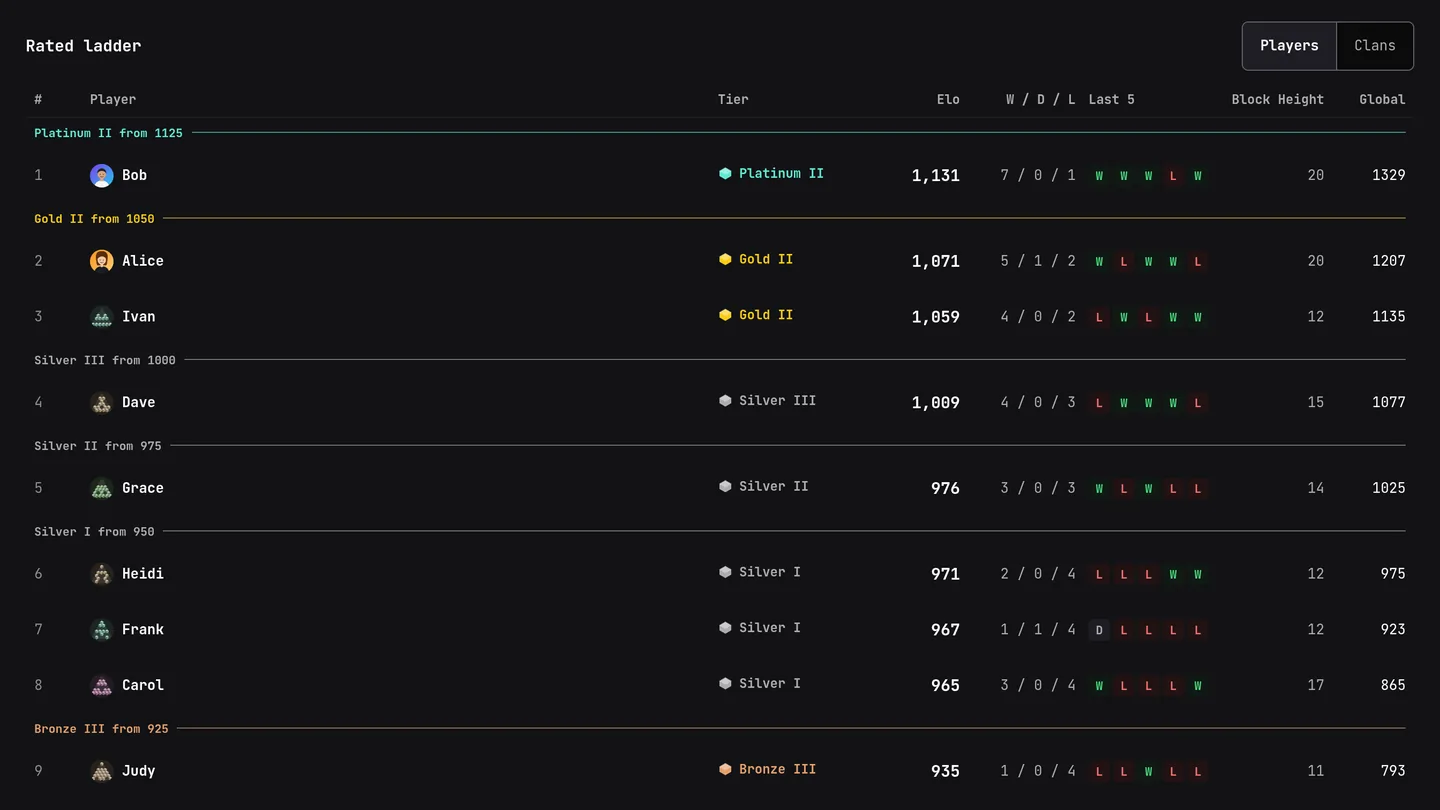 Rated ladder Players Clans
# Player Tier Elo W / D / L Last 5 Block Height Global
Platinum II from 1125
1 Bob Platinum II 1,131 7 / 0 / 1 W W W L W 20 1329
Gold II from 1050
2 Alice Gold II 1,071 5 / 1 / 2 W L W W L 20 1207
3 Ivan Gold II 1,059 4 / 0 / 2 L W L W W 12 1135
Silver III from 1000
4 Dave Silver III 1,009 4 / 0 / 3 L W W W L 15 1077
Silver II from 975
5 Grace Silver II 976 3 / 0 / 3 W L W L L 14 1025
Silver I from 950
6 Heidi Silver I 971 2 / 0 / 4 L L L W W 12 975
7 Frank Silver I 967 1 / 1 / 4 D L L L L 12 923
8 Carol Silver I 965 3 / 0 / 4 W L L L W 17 865
Bronze III from 925
9 Judy Bronze III 935 1 / 0 / 4 L L W L L 11 793